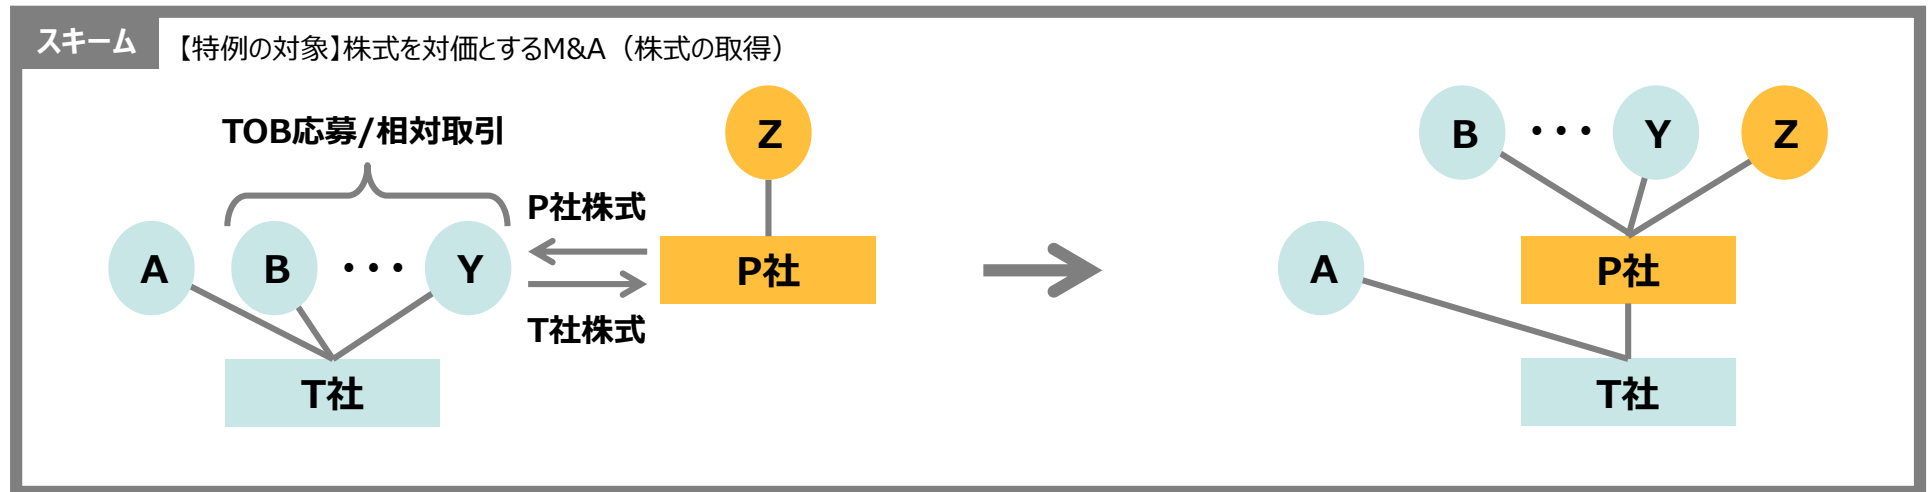 スキーム
【特例の対象】株式を対価とするM&A（株式の取得）
TOB応募/相対取引
Z
P社株式
A
B
・・・
Y
P社
T社株式
T社
B
・・・
Y
Z
A
P社
T社